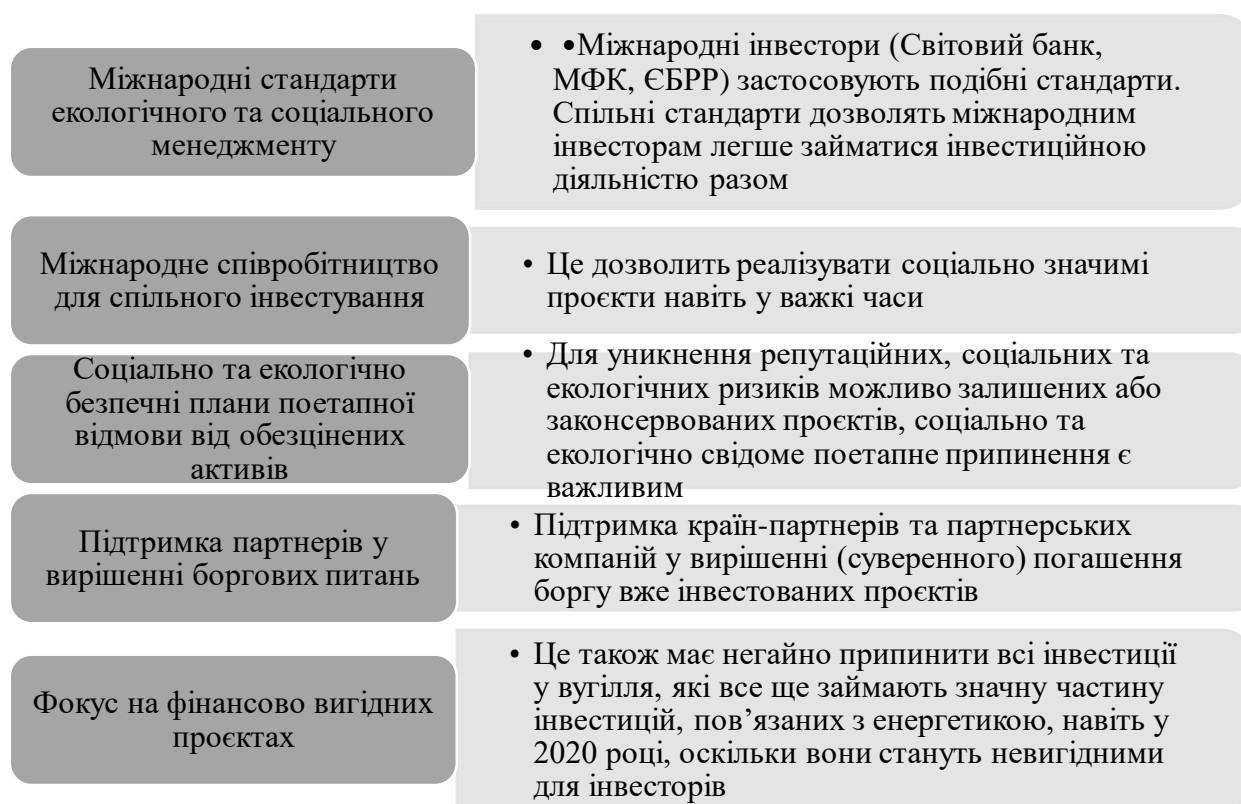 Міжнародні стандарти
екологічного та соціального
менеджменту
• •Міжнародні інвестори (Світовий банк,
МФК, ЄБРР) застосовують подібні стандарти.
Спільні стандарти дозволять міжнародним
інвесторам легше займатися інвестиційною
діяльністю разом
Міжнародне співробітництво
для спільного інвестування
• Це дозволить реалізувати соціально значимі
проєкти навіть у важкі часи
Соціально та екологічно
безпечні плани поетапної
відмови від обезцінених
активів
• Для уникнення репутаційних, соціальних та
екологічних ризиків можливо залишених або
законсервованих проєктів, соціально та
екологічно свідоме поетапне припинення є
важливим
Підтримка партнерів у
вирішенні боргових питань
• Підтримка країн-партнерів та партнерських
компаній у вирішенні (суверенного) погашення
боргу вже інвестованих проєктів
Фокус на фінансово вигідних
проєктах
• Це також має негайно припинити всі інвестиції
у вугілля, які все ще займають значну частину
інвестицій, пов’язаних з енергетикою, навіть у
2020 році, оскільки вони стануть невигідними
для інвесторів